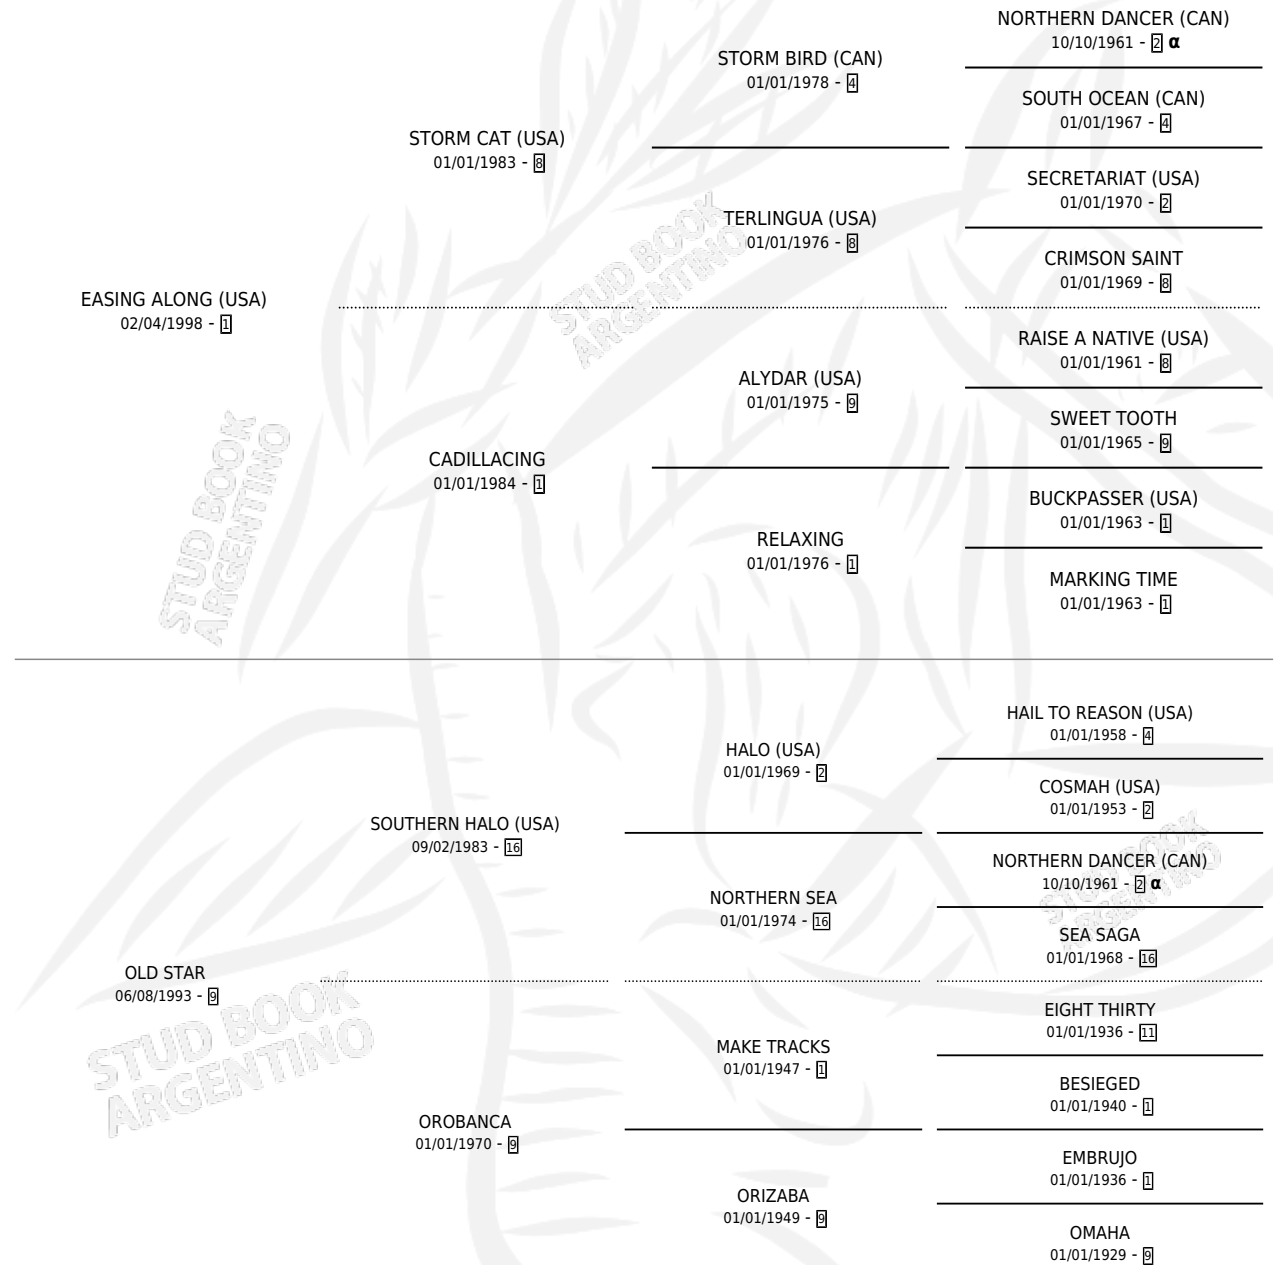 NORTHERN DANCER (CAN)
10/10/1961 - 2 α
STORM BIRD (CAN)
01/01/1978 - 4
SOUTH OCEAN (CAN)
01/01/1967 - 4
STORM CAT (USA)
01/01/1983 - 8
SECRETARIAT (USA)
01/01/1970 - 2
TERLINGUA (USA)
01/01/1976 - 8
CRIMSON SAINT
01/01/1969 - 8
EASING ALONG (USA)
02/04/1998 - 1
RAISE A NATIVE (USA)
01/01/1961 - 8
ALYDAR (USA)
01/01/1975 - 9
SWEET TOOTH
01/01/1965 - 9
CADILLACING
01/01/1984 - 1
BUCKPASSER (USA)
01/01/1963 - 1
RELAXING
01/01/1976 - 1
MARKING TIME
01/01/1963 - 1
HAIL TO REASON (USA)
01/01/1958 - 4
HALO (USA)
01/01/1969 - 2
COSMAH (USA)
01/01/1953 - 2
SOUTHERN HALO (USA)
09/02/1983 - 16
NORTHERN DANCER (CAN)
10/10/1961 - 2 α
NORTHERN SEA
01/01/1974 - 16
SEA SAGA
01/01/1968 - 16
OLD STAR
06/08/1993 - 9
EIGHT THIRTY
01/01/1936 - 11
MAKE TRACKS
01/01/1947 - 1
BESIEGED
01/01/1940 - 1
OROBANCA
01/01/1970 - 9
EMBRUJO
01/01/1936 - 1
ORIZABA
01/01/1949 - 9
OMAHA
01/01/1929 - 9
STUD BOOK
ARGENTINO
STUD BOOK
ARGENTINO
STUD BOOK
ARGENTINO
STUD BOOK
ARGENTINO